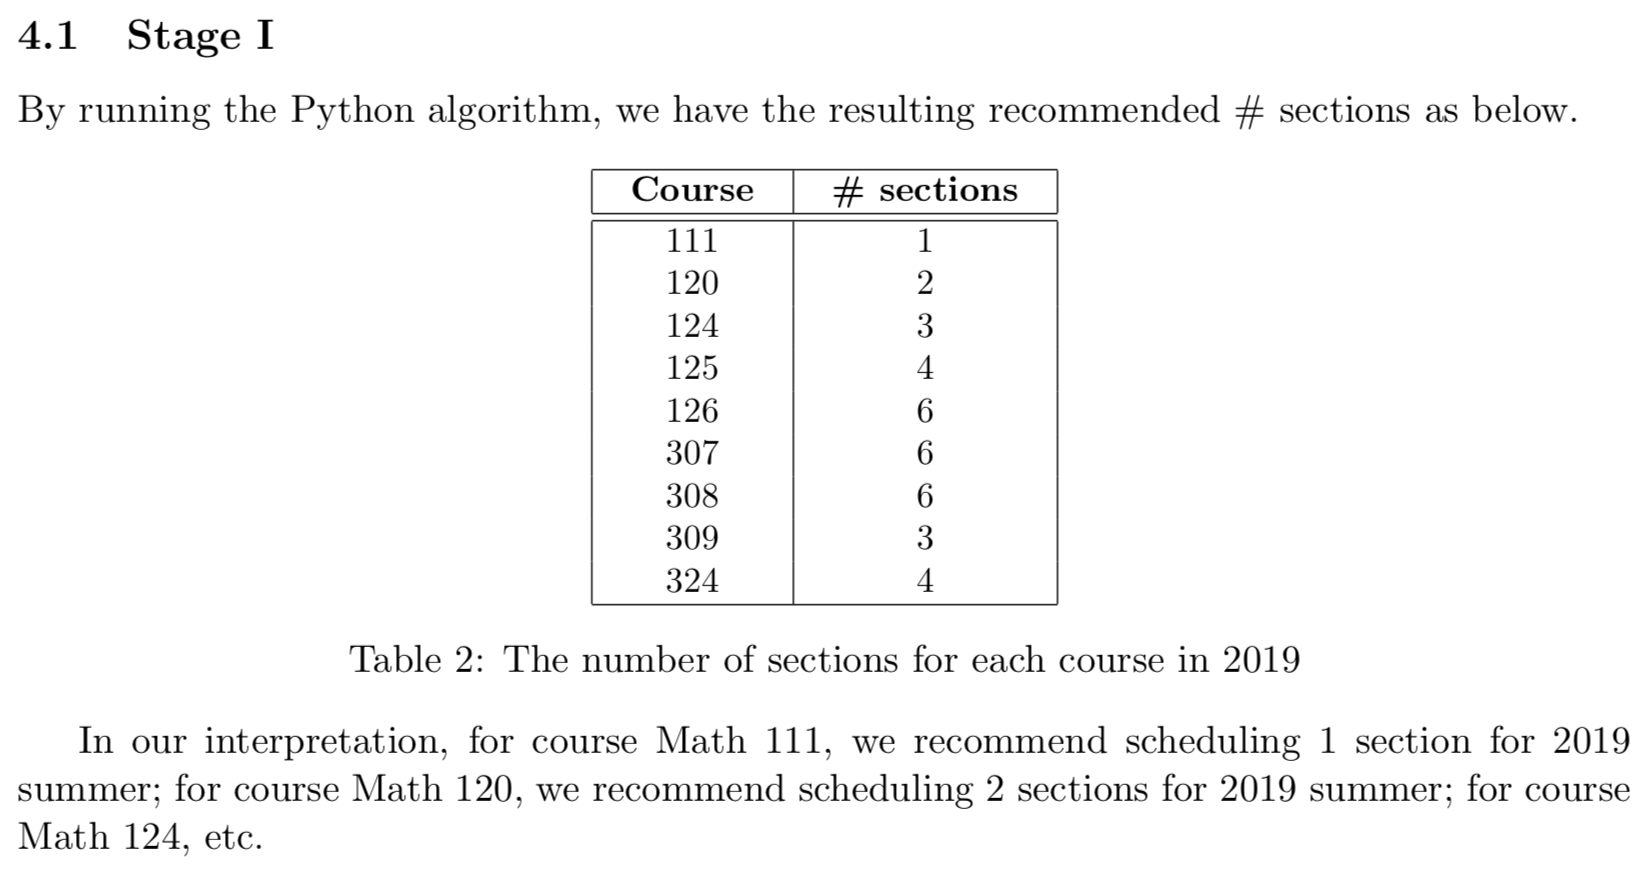 4.1 Stage I
By running the Python algorithm, we have the resulting recommended # sections as below.
Course # sections
111 1
120 2
124 3
125 4
126 6
307 6
308 6
309 3
324 4
Table 2: The number of sections for each course in 2019
In our interpretation, for course Math 111, we recommend scheduling 1 section for 2019
summer; for course Math 120, we recommend scheduling 2 sections for 2019 summer; for course
Math 124, etc.